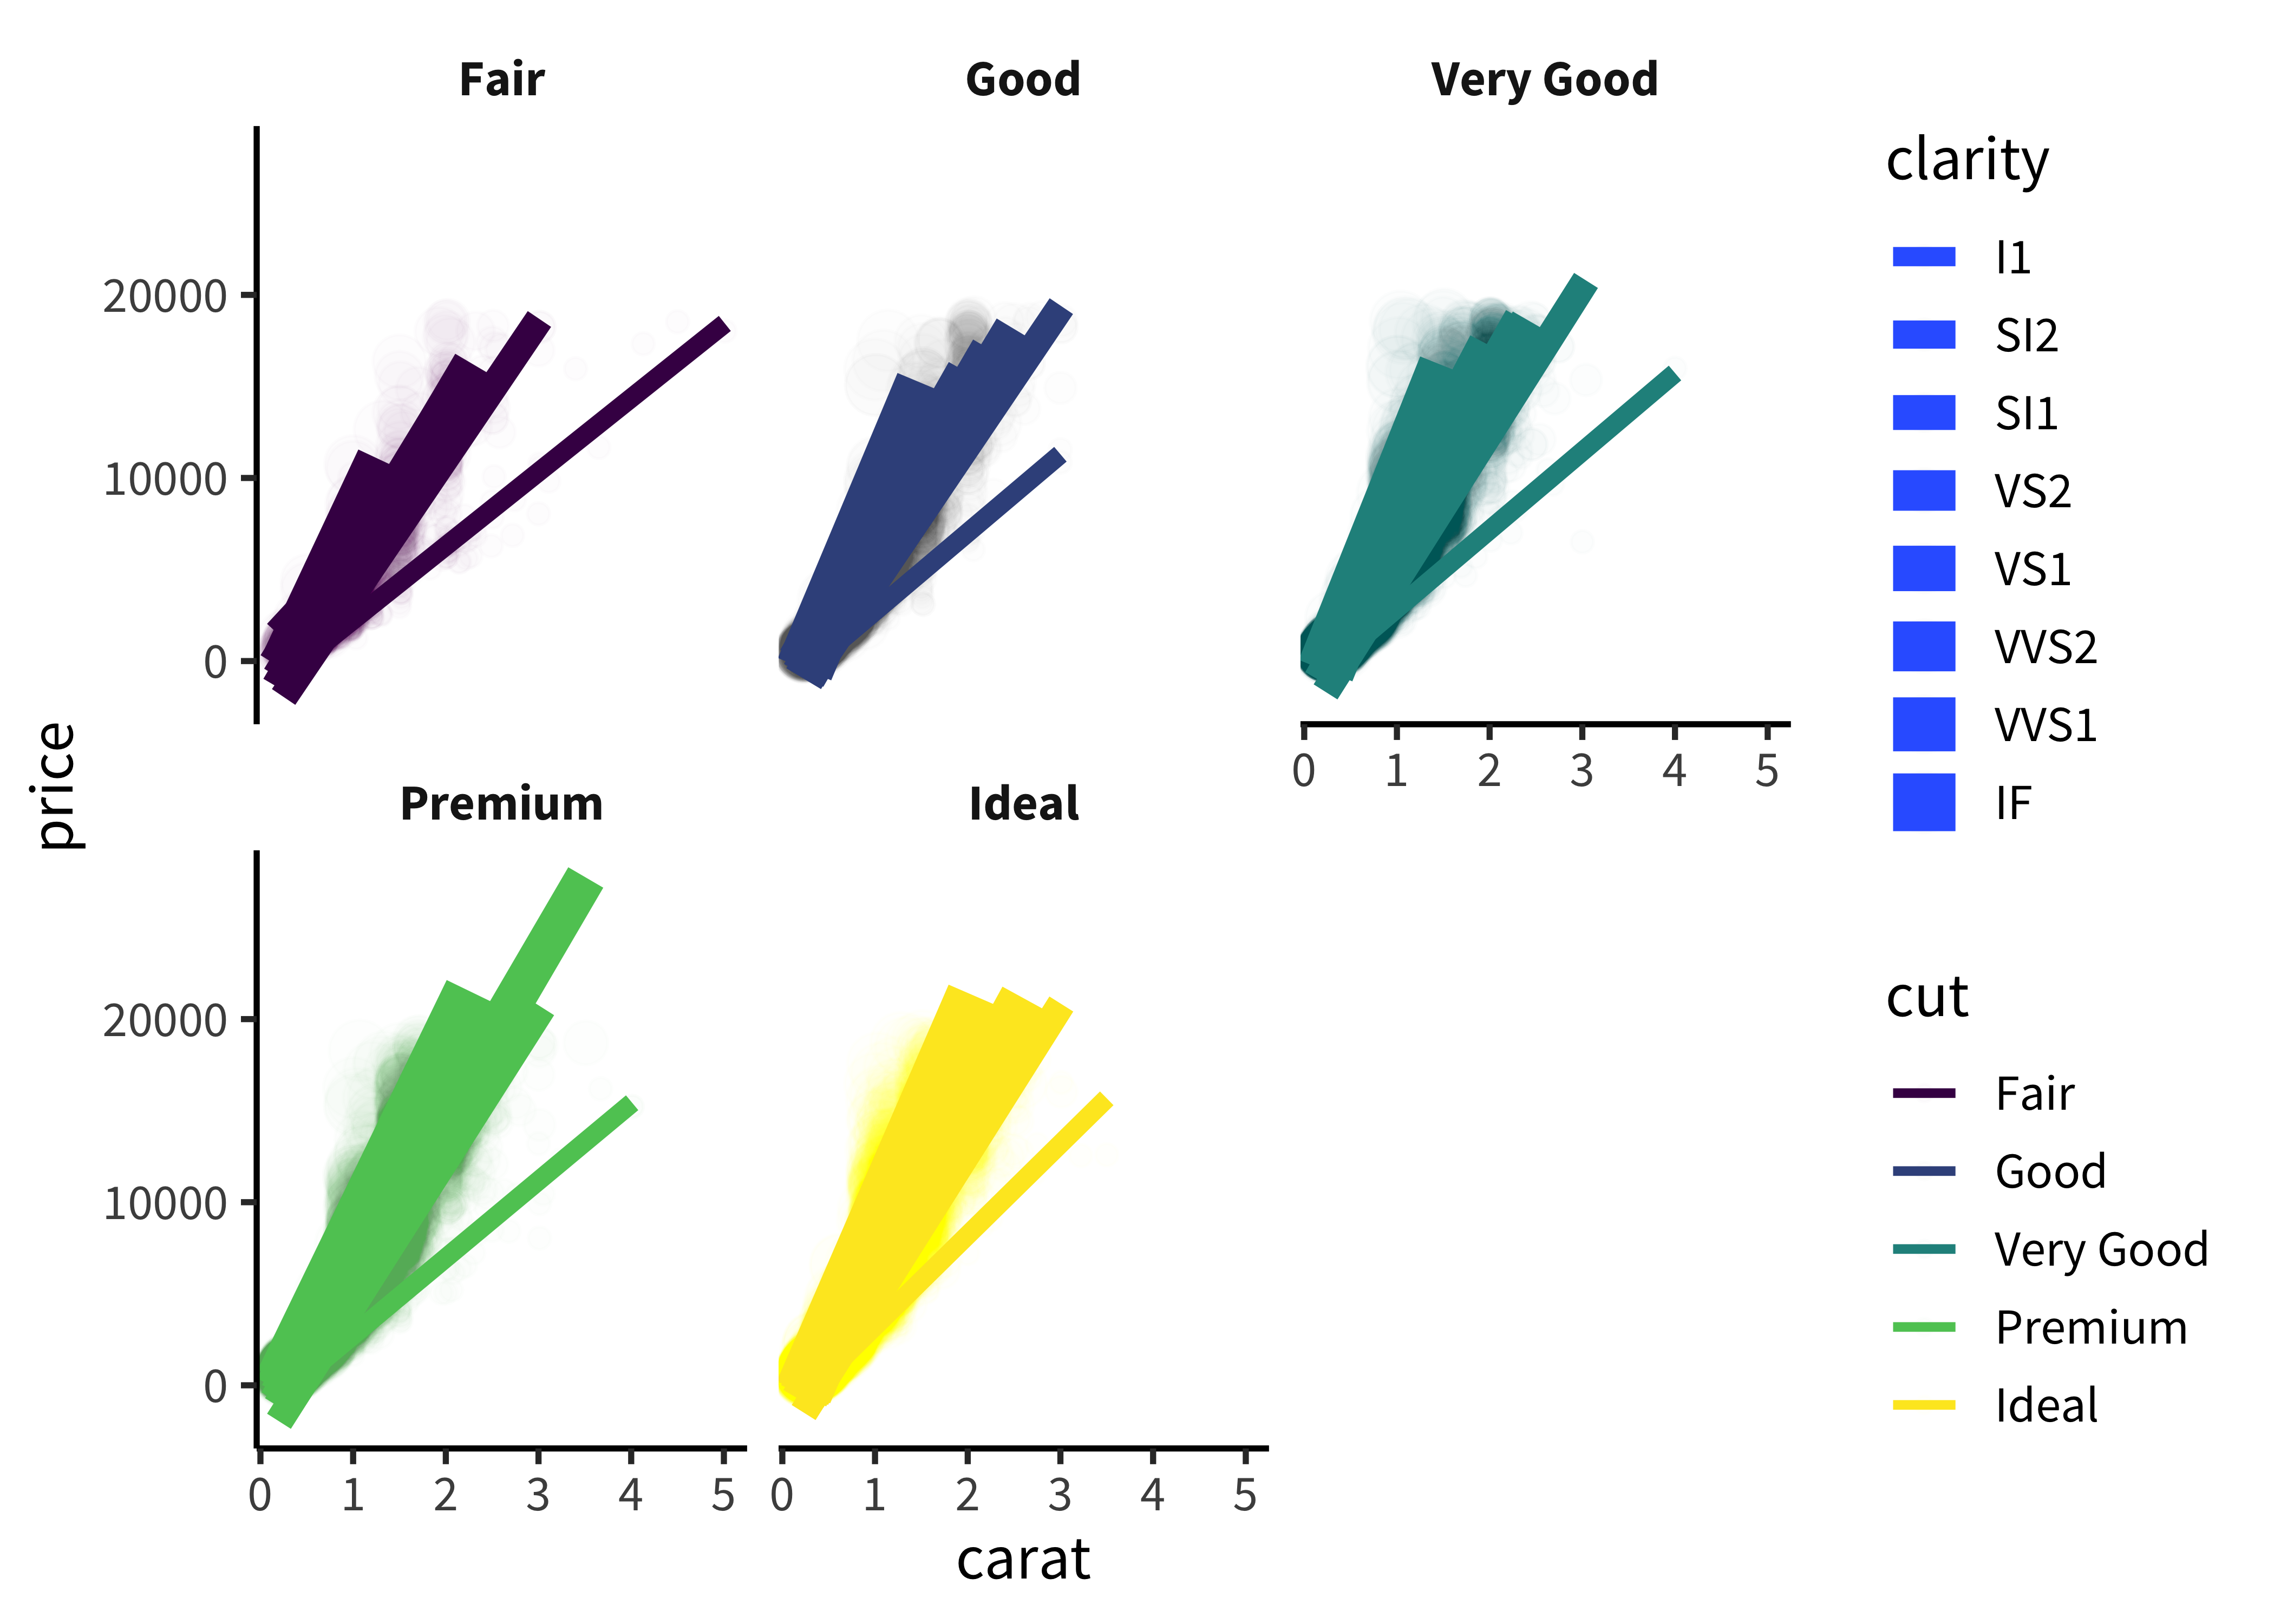 Fair Good Very Good
clarity
I1
SI2
SI1
VS2
VS1
VVS2
VVS1
IF
20000
10000
0
0 1 2 3 4 5
price
Premium Ideal
20000
10000
0
0 1 2 3 4 5 0 1 2 3 4 5
carat
cut
Fair
Good
Very Good
Premium
Ideal